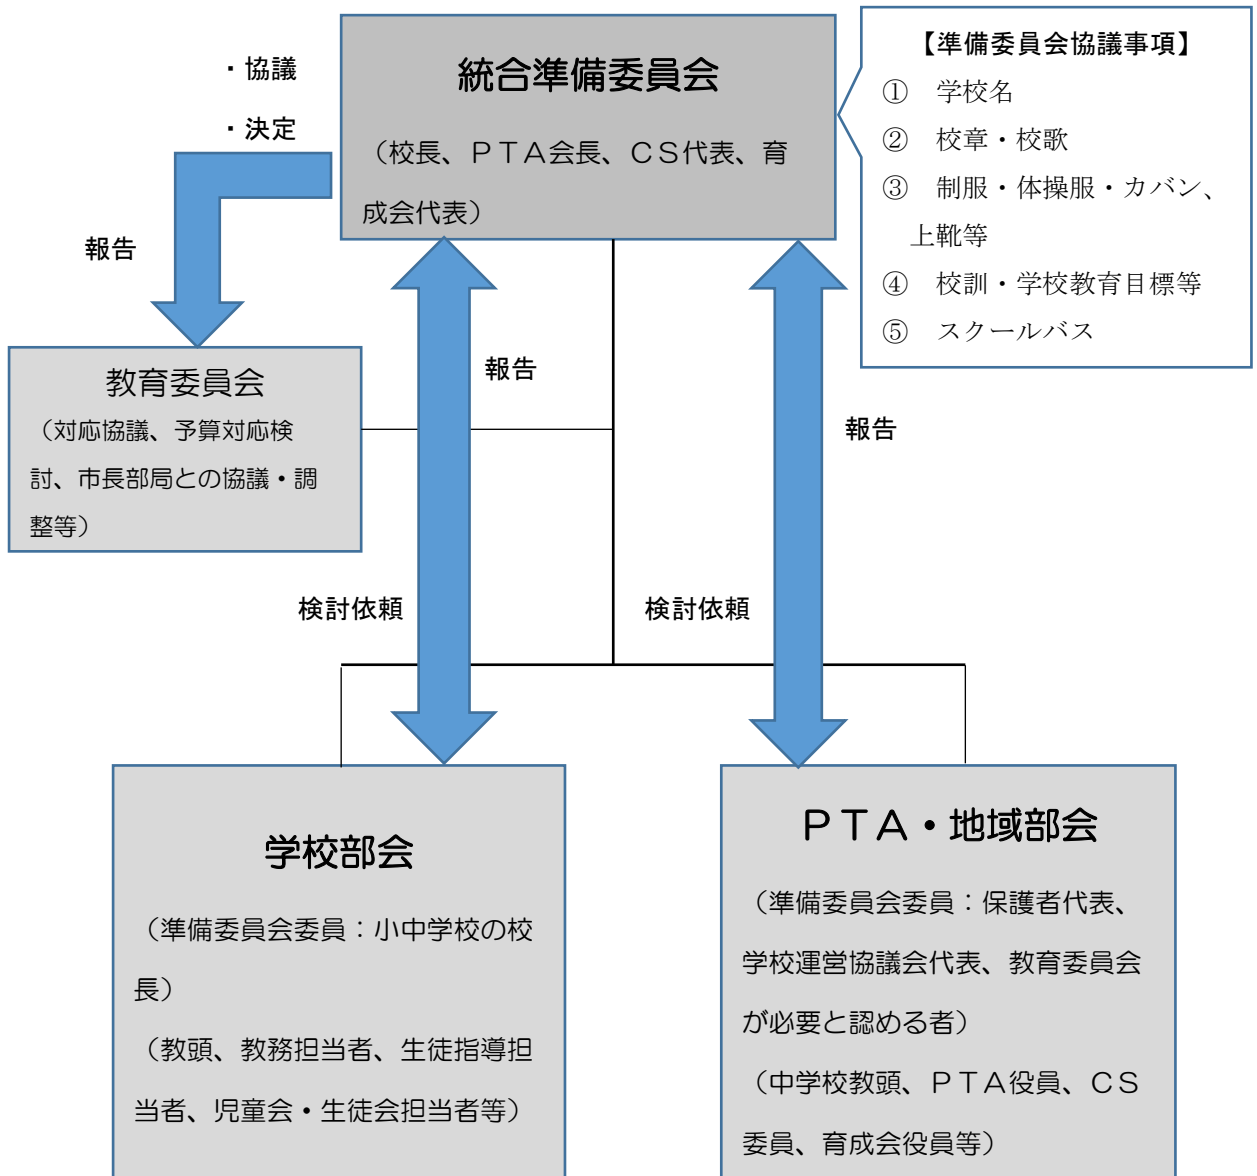 ・協議
・決定
統合準備委員会
（校長、ＰＴＡ会長、ＣＳ代表、育
成会代表）
【準備委員会協議事項】
①　学校名
②　校章・校歌
③　制服・体操服・カバン、
上靴等
④　校訓・学校教育目標等
⑤　スクールバス
報告
教育委員会
（対応協議、予算対応検
討、市長部局との協議・調
整等）
報告
報告
検討依頼
検討依頼
学校部会
（準備委員会委員：小中学校の校
長）
（教頭、教務担当者、生徒指導担
当者、児童会・生徒会担当者等）
ＰＴＡ・地域部会
（準備委員会委員：保護者代表、
学校運営協議会代表、教育委員会
が必要と認める者）
（中学校教頭、ＰＴＡ役員、ＣＳ
委員、育成会役員等）